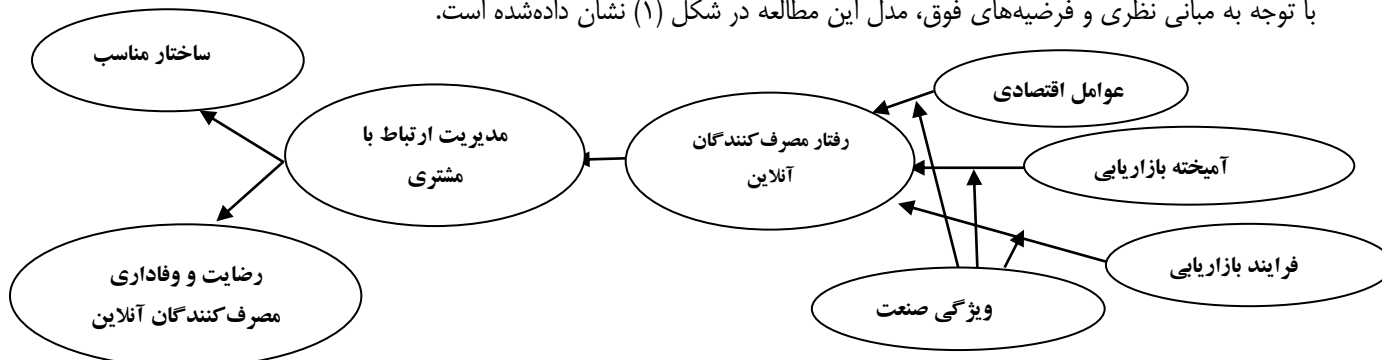 با توجه به مبانی نظری و فرضیه‌های فوق، مدل این مطالعه در شکل (۱) نشان داده‌شده است.
عوامل اقتصادی
آمیخته بازاریابی
فرایند بازاریابی
ویژگی صنعت
رفتار مصرف‌کنندگان
آنلاین
مدیریت ارتباط با
مشتری
ساختار مناسب
رضایت و وفاداری
مصرف‌کنندگان آنلاین